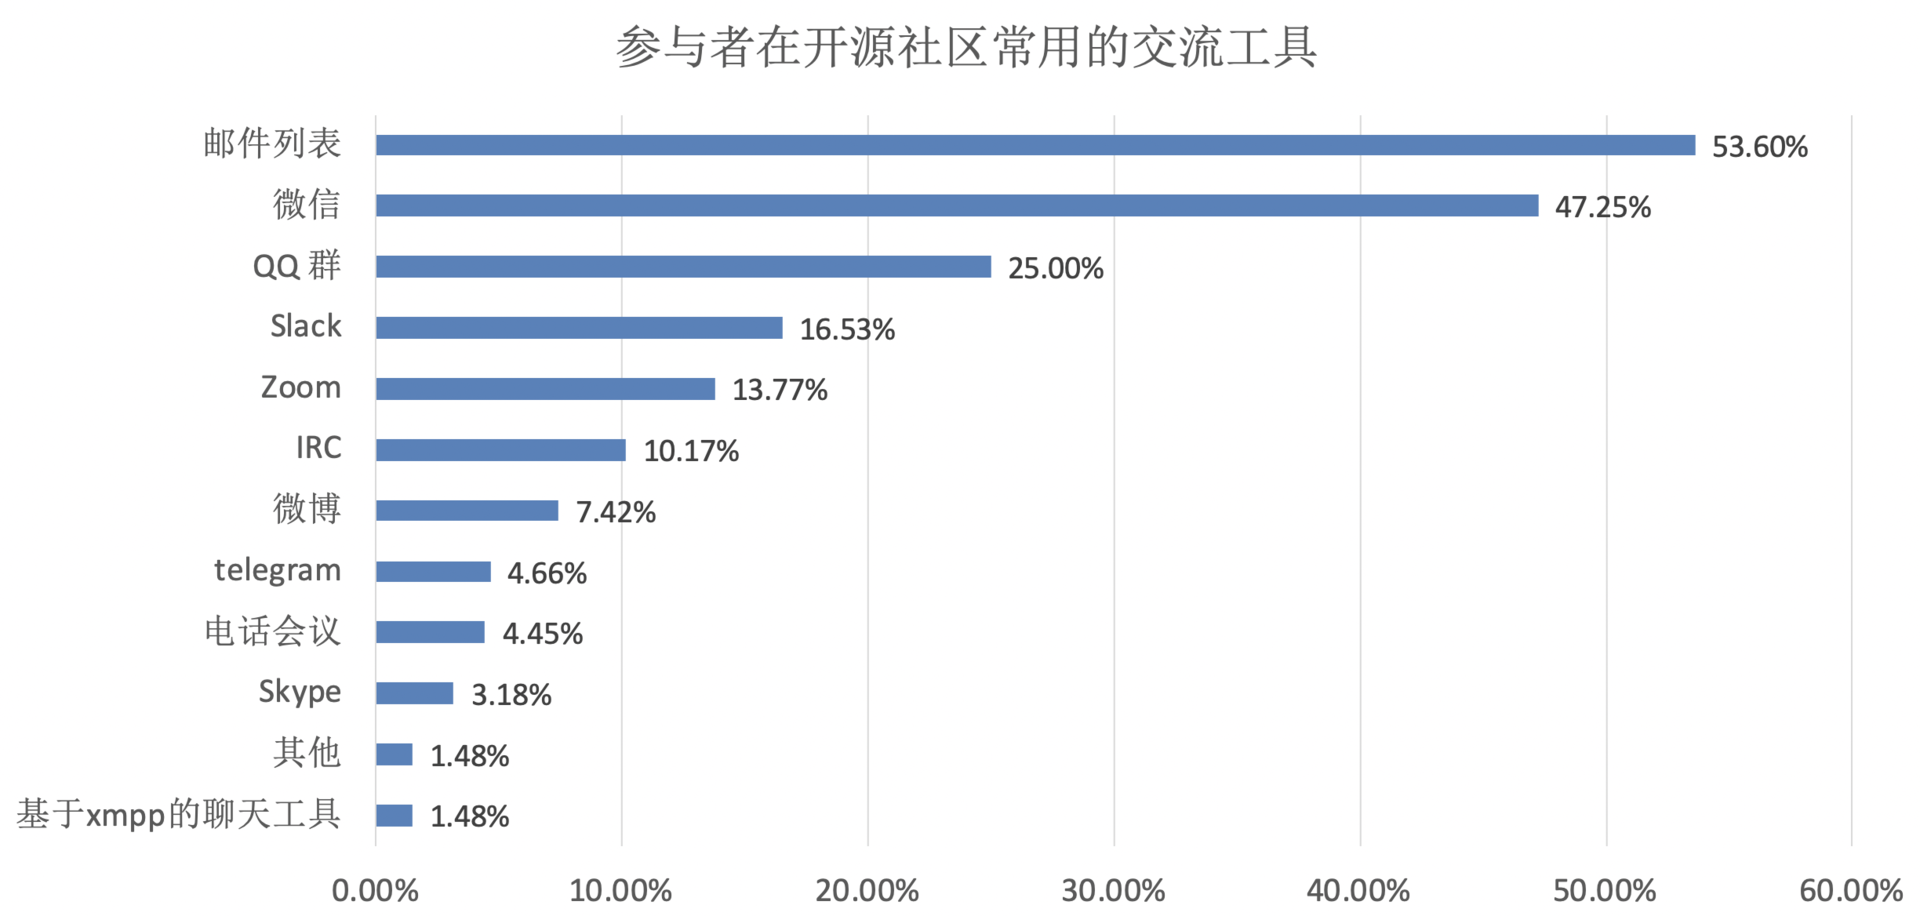 参与者在开源社区常用的交流工具
邮件列表 53.60%
微信 47.25%
QQ 群 25.00%
Slack 16.53%
Zoom 13.77%
IRC 10.17%
微博 7.42%
telegram 4.66%
电话会议 4.45%
Skype 3.18%
其他 1.48%
基于xmpp的聊天工具 1.48%
0.00% 10.00% 20.00% 30.00% 40.00% 50.00% 60.00%